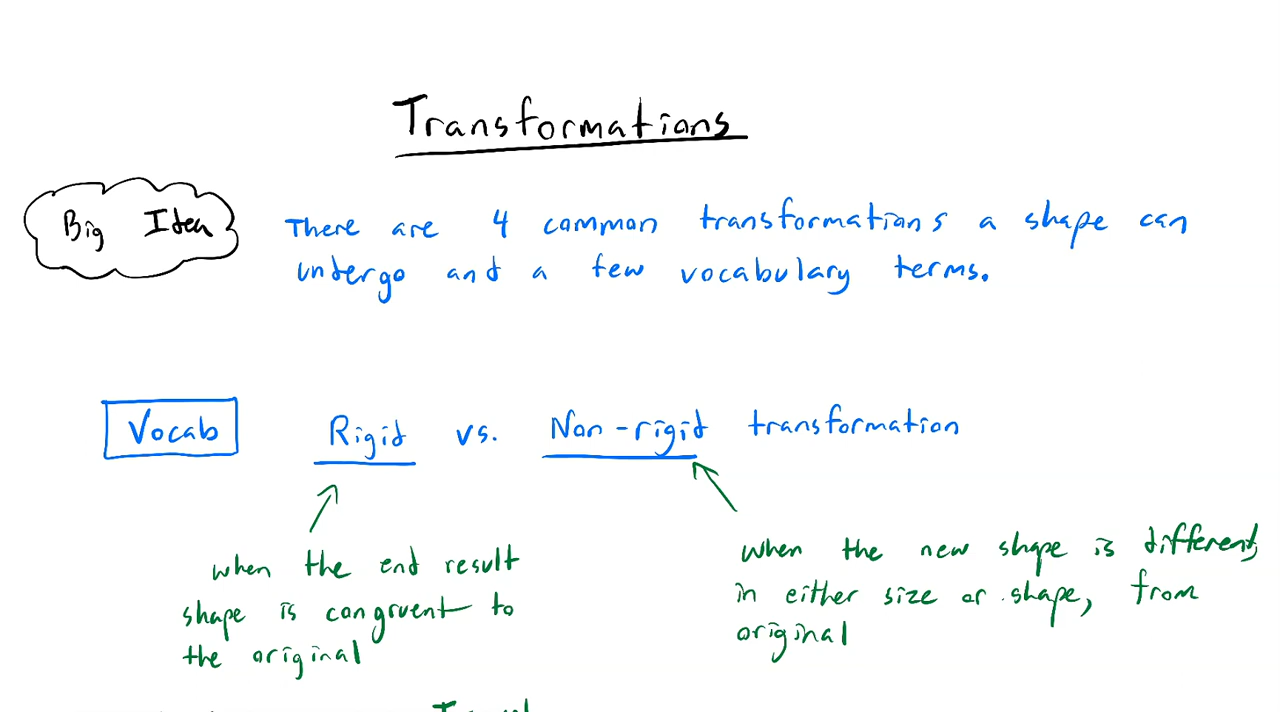 Transformations
Big Idea
There are 4 common transformations a shape can
undergo and a few vocabulary terms.
Vocab Rigid vs. Non-rigid transformation
when the end result
shape is congruent to
the original
when the new shape is different,
in either size or shape, from
original